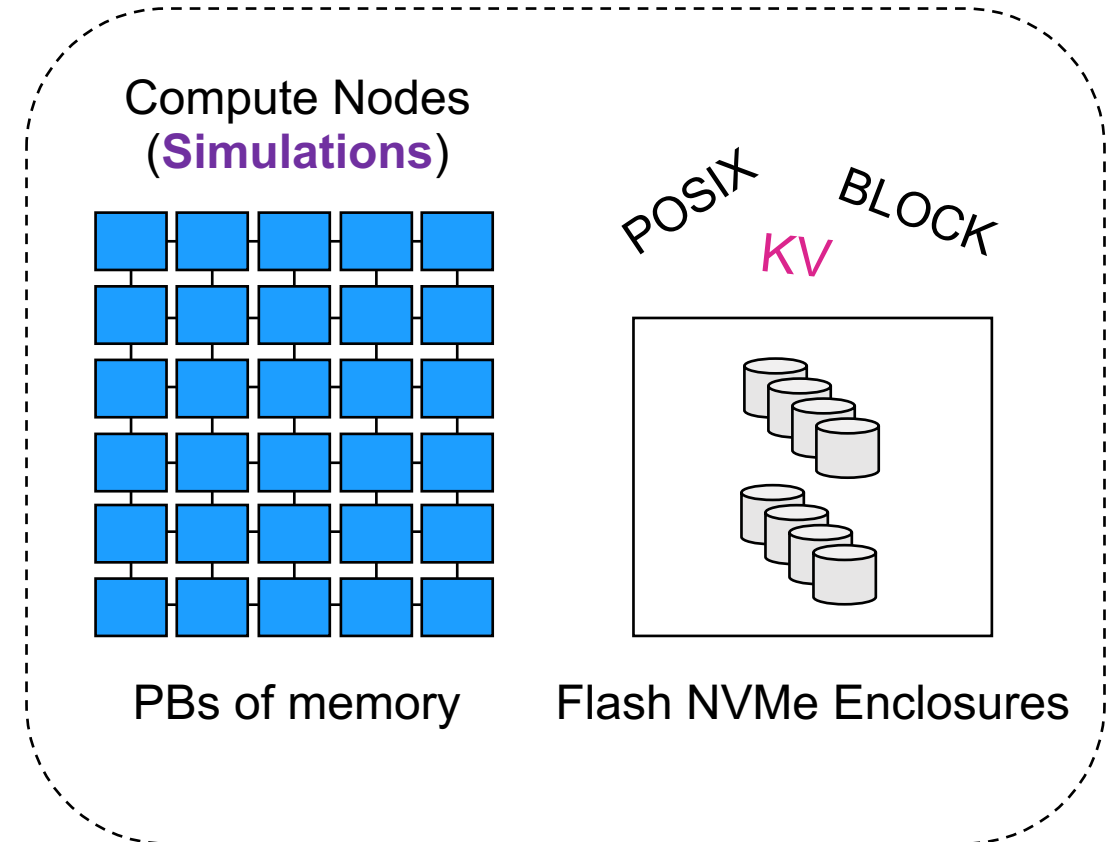 Compute Nodes
(Simulations)
POSIX
BLOCK
KV
PBs of memory
Flash NVMe Enclosures